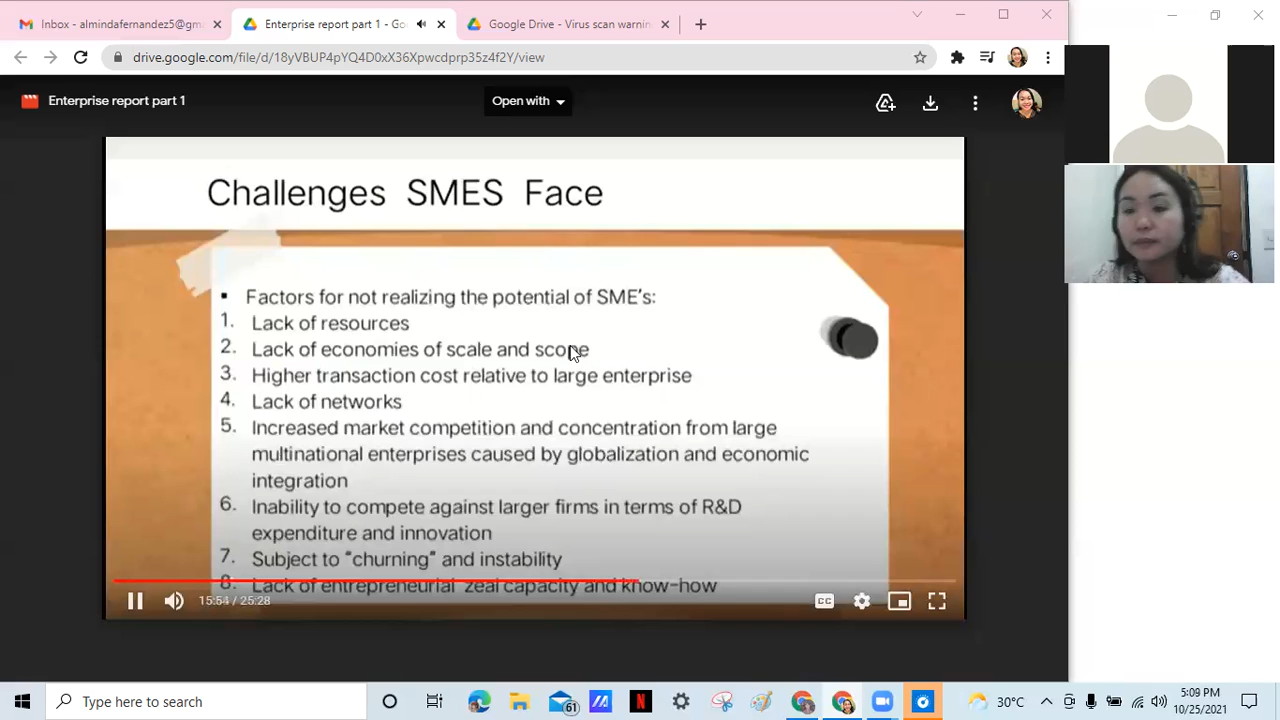 Inbox - almindafernandez5@gm
Enterprise report part 1 - Go
Google Drive - Virus scan warnin
drive.google.com/file/d/18yVBUP4pYQ4D0xX36Xpwcdprp35z4f2Y/view
Enterprise report part 1
Open with
Challenges SMES Face
▪ Factors for not realizing the potential of SME's:
1. Lack of resources
2. Lack of economies of scale and scope
3. Higher transaction cost relative to large enterprise
4. Lack of networks
5. Increased market competition and concentration from large
multinational enterprises caused by globalization and economic
integration
6. Inability to compete against larger firms in terms of R&D
expenditure and innovation
7. Subject to “churning” and instability
8. Lack of entrepreneurial zeal capacity and know-how
15:54 / 25:28
CC
Type here to search
61
N
30°C
5:09 PM
10/25/2021